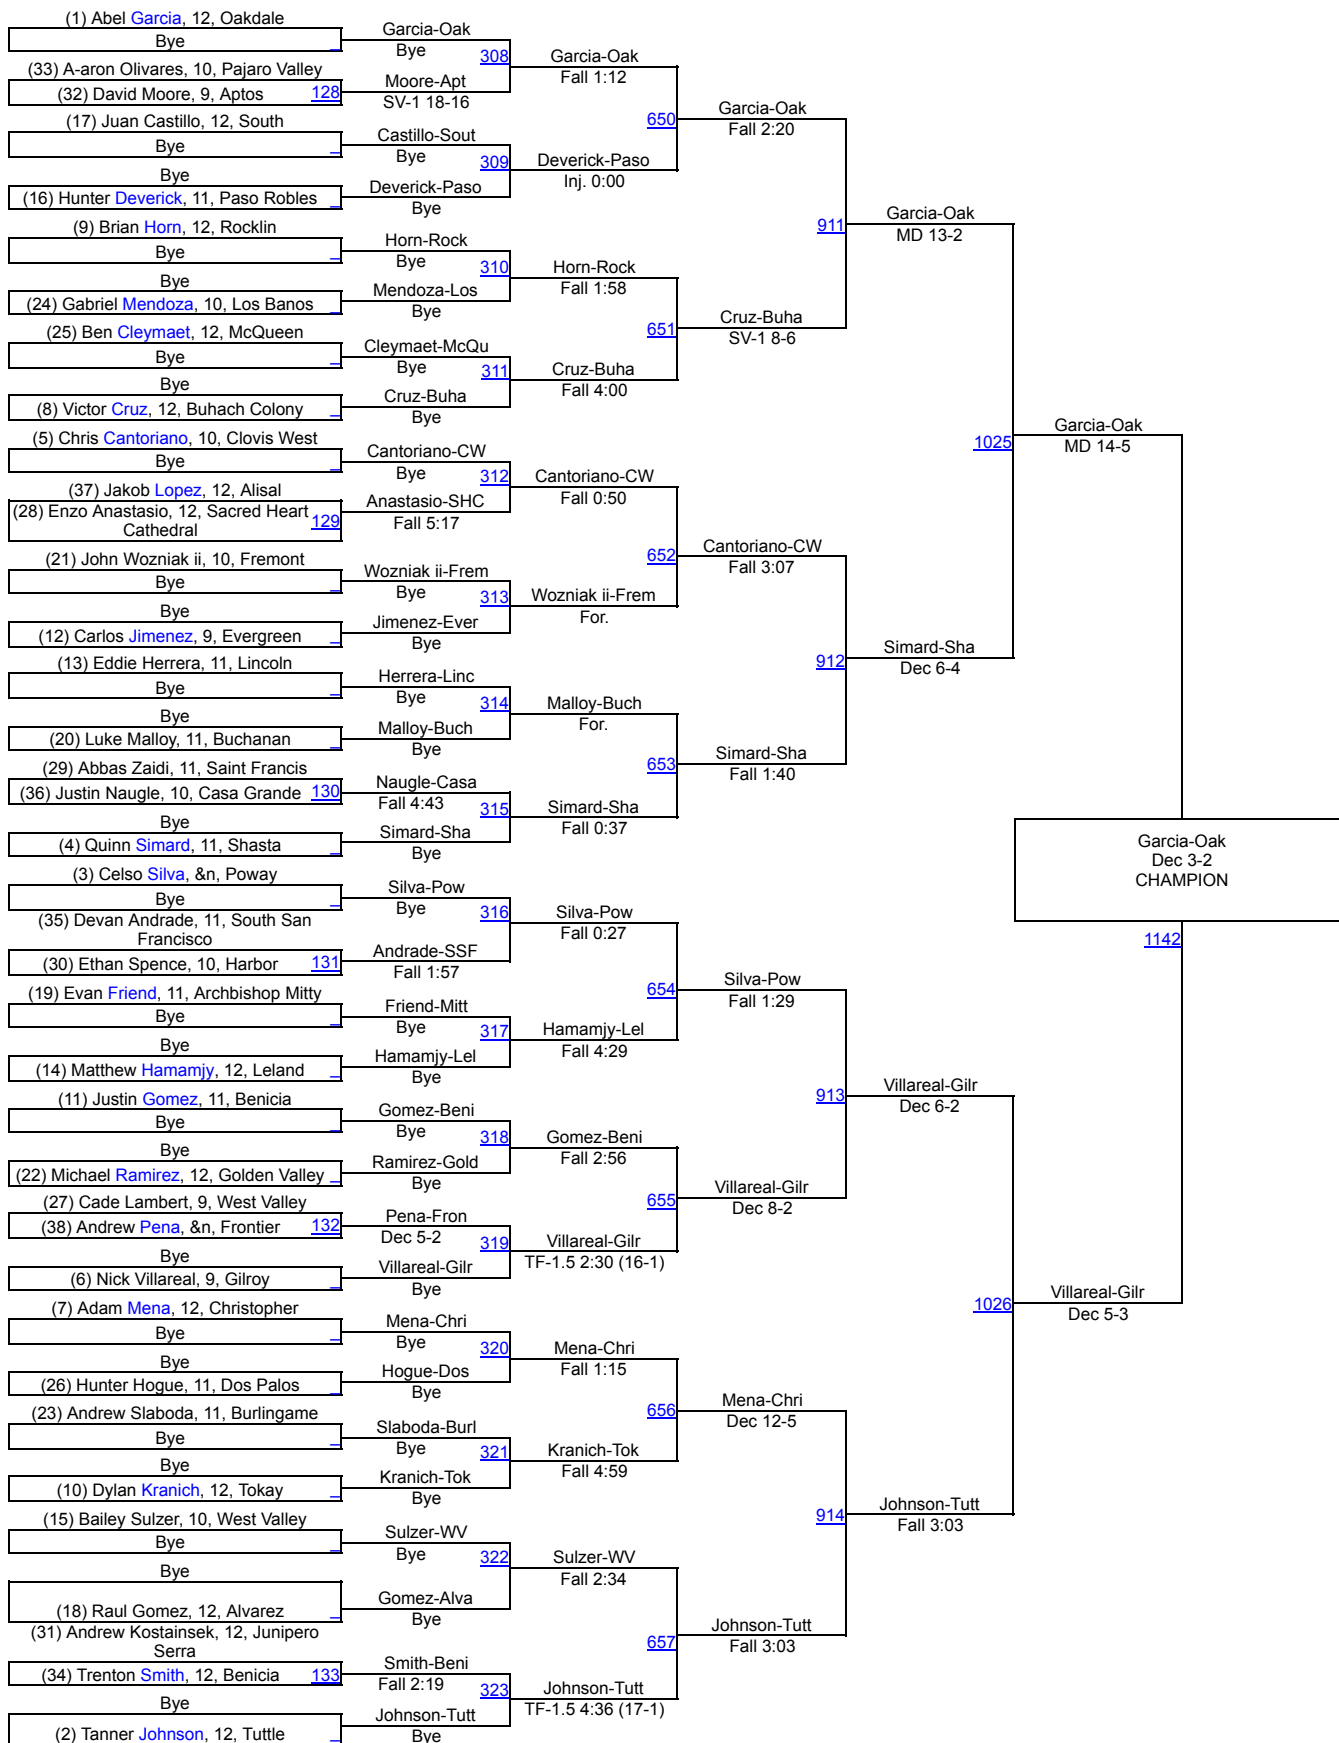 (1) Abel Garcia, 12, Oakdale
Bye
(33) A-aron Olivares, 10, Pajaro Valley
(32) David Moore, 9, Aptos 128
(17) Juan Castillo, 12, South
Bye
Bye
(16) Hunter Deverick, 11, Paso Robles
(9) Brian Horn, 12, Rocklin
Bye
Bye
(24) Gabriel Mendoza, 10, Los Banos
(25) Ben Cleymaet, 12, McQueen
Bye
Bye
(8) Victor Cruz, 12, Buhach Colony
(5) Chris Cantoriano, 10, Clovis West
Bye
(37) Jakob Lopez, 12, Alisal
(28) Enzo Anastasio, 12, Sacred Heart
Cathedral
129
(21) John Wozniak ii, 10, Fremont
Bye
Bye
(12) Carlos Jimenez, 9, Evergreen
(13) Eddie Herrera, 11, Lincoln
Bye
Bye
(20) Luke Malloy, 11, Buchanan
(29) Abbas Zaidi, 11, Saint Francis
(36) Justin Naugle, 10, Casa Grande 130
Bye
(4) Quinn Simard, 11, Shasta
(3) Celso Silva, &n, Poway
Bye
(35) Devan Andrade, 11, South San
Francisco
(30) Ethan Spence, 10, Harbor 131
(19) Evan Friend, 11, Archbishop Mitty
Bye
Bye
(14) Matthew Hamamjy, 12, Leland
(11) Justin Gomez, 11, Benicia
Bye
Bye
(22) Michael Ramirez, 12, Golden Valley
(27) Cade Lambert, 9, West Valley
(38) Andrew Pena, &n, Frontier 132
Bye
(6) Nick Villareal, 9, Gilroy
(7) Adam Mena, 12, Christopher
Bye
Bye
(26) Hunter Hogue, 11, Dos Palos
(23) Andrew Slaboda, 11, Burlingame
Bye
Bye
(10) Dylan Kranich, 12, Tokay
(15) Bailey Sulzer, 10, West Valley
Bye
Bye
(18) Raul Gomez, 12, Alvarez
(31) Andrew Kostainsek, 12, Junipero
Serra
(34) Trenton Smith, 12, Benicia 133
Bye
(2) Tanner Johnson, 12, Tuttle
Garcia-Oak
Bye
308
Moore-Apt
SV-1 18-16
Castillo-Sout
Bye
309
Deverick-Paso
Bye
Horn-Rock
Bye
310
Mendoza-Los
Bye
Cleymaet-McQu
Bye
311
Cruz-Buha
Bye
Cantoriano-CW
Bye
312
Anastasio-SHC
Fall 5:17
Wozniak ii-Frem
Bye
313
Jimenez-Ever
Bye
Herrera-Linc
Bye
314
Malloy-Buch
Bye
Naugle-Casa
Fall 4:43
315
Simard-Sha
Bye
Silva-Pow
Bye
316
Andrade-SSF
Fall 1:57
Friend-Mitt
Bye
317
Hamamjy-Lel
Bye
Gomez-Beni
Bye
318
Ramirez-Gold
Bye
Pena-Fron
Dec 5-2
319
Villareal-Gilr
Bye
Mena-Chri
Bye
320
Hogue-Dos
Bye
Slaboda-Burl
Bye
321
Kranich-Tok
Bye
Sulzer-WV
Bye
322
Gomez-Alva
Bye
Smith-Beni
Fall 2:19
323
Johnson-Tutt
Bye
Garcia-Oak
Fall 1:12
650
Deverick-Paso
Inj. 0:00
Horn-Rock
Fall 1:58
651
Cruz-Buha
Fall 4:00
Cantoriano-CW
Fall 0:50
652
Wozniak ii-Frem
For.
Malloy-Buch
For.
653
Simard-Sha
Fall 0:37
Silva-Pow
Fall 0:27
654
Hamamjy-Lel
Fall 4:29
Gomez-Beni
Fall 2:56
655
Villareal-Gilr
TF-1.5 2:30 (16-1)
Mena-Chri
Fall 1:15
656
Kranich-Tok
Fall 4:59
Sulzer-WV
Fall 2:34
657
Johnson-Tutt
TF-1.5 4:36 (17-1)
Garcia-Oak
Fall 2:20
911
Cruz-Buha
SV-1 8-6
Cantoriano-CW
Fall 3:07
912
Simard-Sha
Fall 1:40
Silva-Pow
Fall 1:29
913
Villareal-Gilr
Dec 8-2
Mena-Chri
Dec 12-5
914
Johnson-Tutt
Fall 3:03
Garcia-Oak
MD 13-2
1025
Simard-Sha
Dec 6-4
Villareal-Gilr
Dec 6-2
1026
Johnson-Tutt
Fall 3:03
Garcia-Oak
MD 14-5
Villareal-Gilr
Dec 5-3
Garcia-Oak
Dec 3-2
CHAMPION
1142